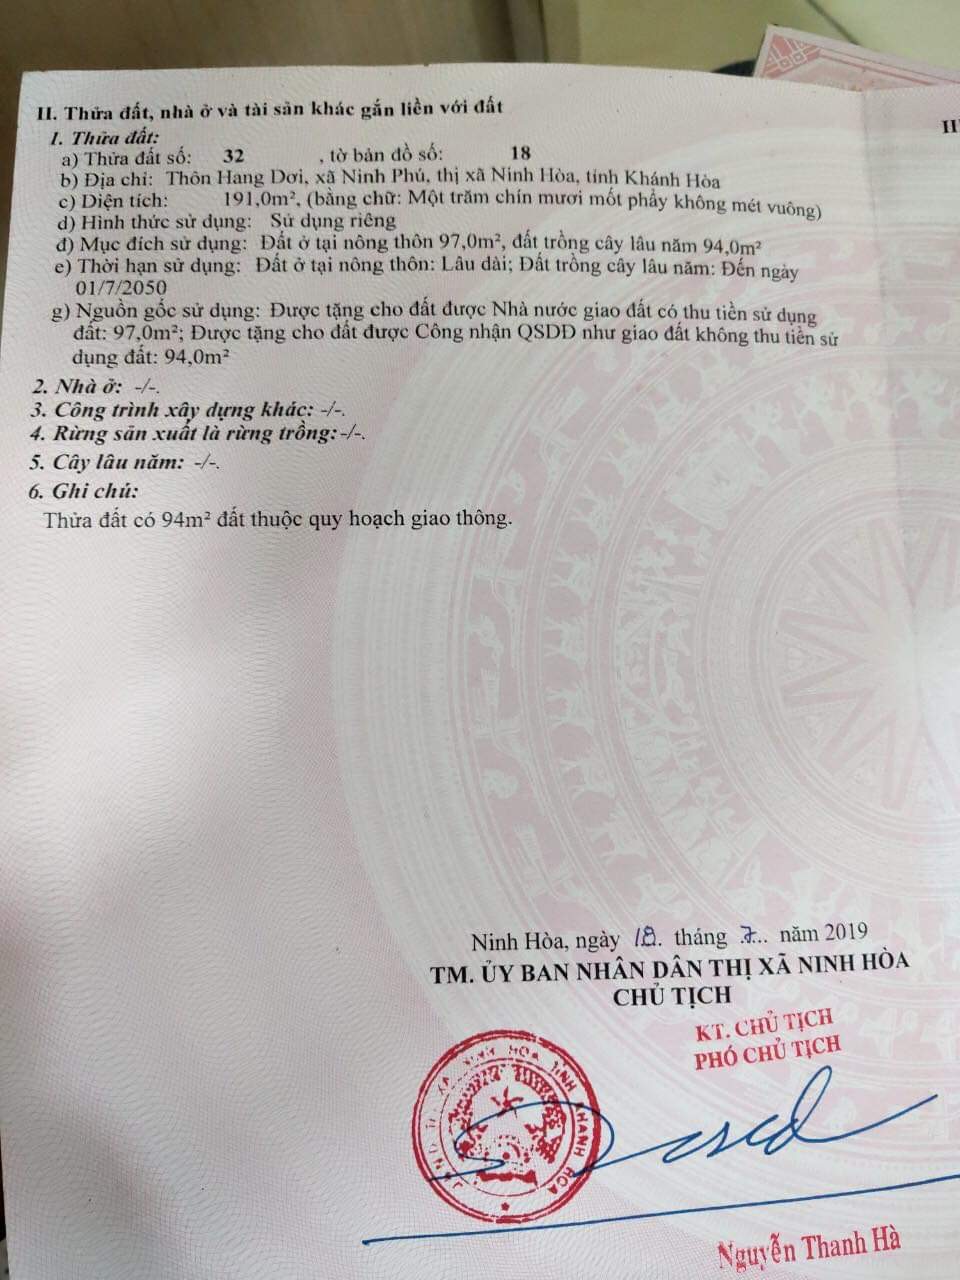 II. Thửa đất, nhà ở và tài sản khác gắn liền với đất
1. Thửa đất:
a) Thửa đất số: 32 , tờ bản đồ số: 18
b) Địa chỉ: Thôn Hang Dơi, xã Ninh Phú, thị xã Ninh Hòa, tỉnh Khánh Hòa
c) Diện tích: 191,0m², (bằng chữ: Một trăm chín mươi mốt phẩy không mét vuông)
d) Hình thức sử dụng: Sử dụng riêng
đ) Mục đích sử dụng: Đất ở tại nông thôn 97,0m², đất trồng cây lâu năm 94,0m²
e) Thời hạn sử dụng: Đất ở tại nông thôn: Lâu dài; Đất trồng cây lâu năm: Đến ngày
01/7/2050
g) Nguồn gốc sử dụng: Được tặng cho đất được Nhà nước giao đất có thu tiền sử dụng
đất: 97,0m²; Được tặng cho đất được Công nhận QSDĐ như giao đất không thu tiền sử
dụng đất: 94,0m²
2. Nhà ở: -/-.
3. Công trình xây dựng khác: -/-.
4. Rừng sản xuất là rừng trồng:-/-.
5. Cây lâu năm: -/-.
6. Ghi chú:
Thửa đất có 94m² đất thuộc quy hoạch giao thông.
Ninh Hòa, ngày 18. tháng 7.. năm 2019
TM. ỦY BAN NHÂN DÂN THỊ XÃ NINH HÒA
CHỦ TỊCH
KT. CHỦ TỊCH
PHÓ CHỦ TỊCH
NINH HÒA TỈNH KHÁNH HÒA
Nguyễn Thanh Hà